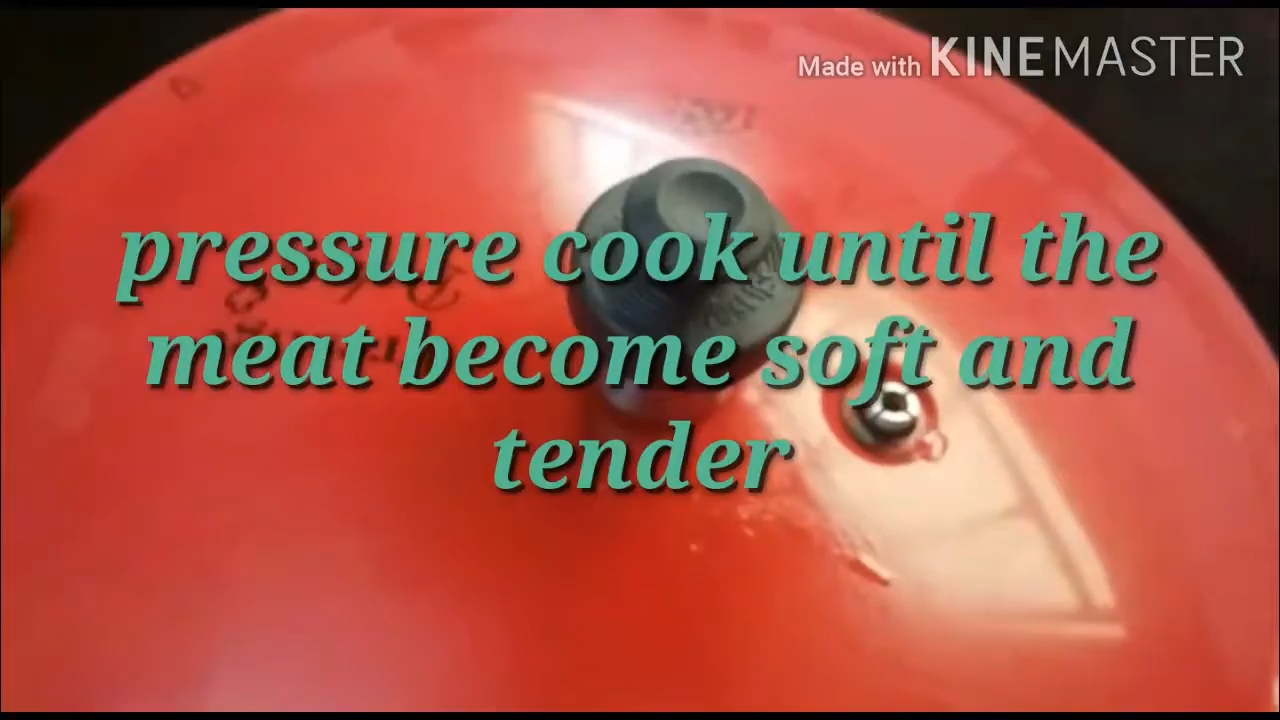 Made with KINEMASTER
pressure cook until the
meat become soft and
tender